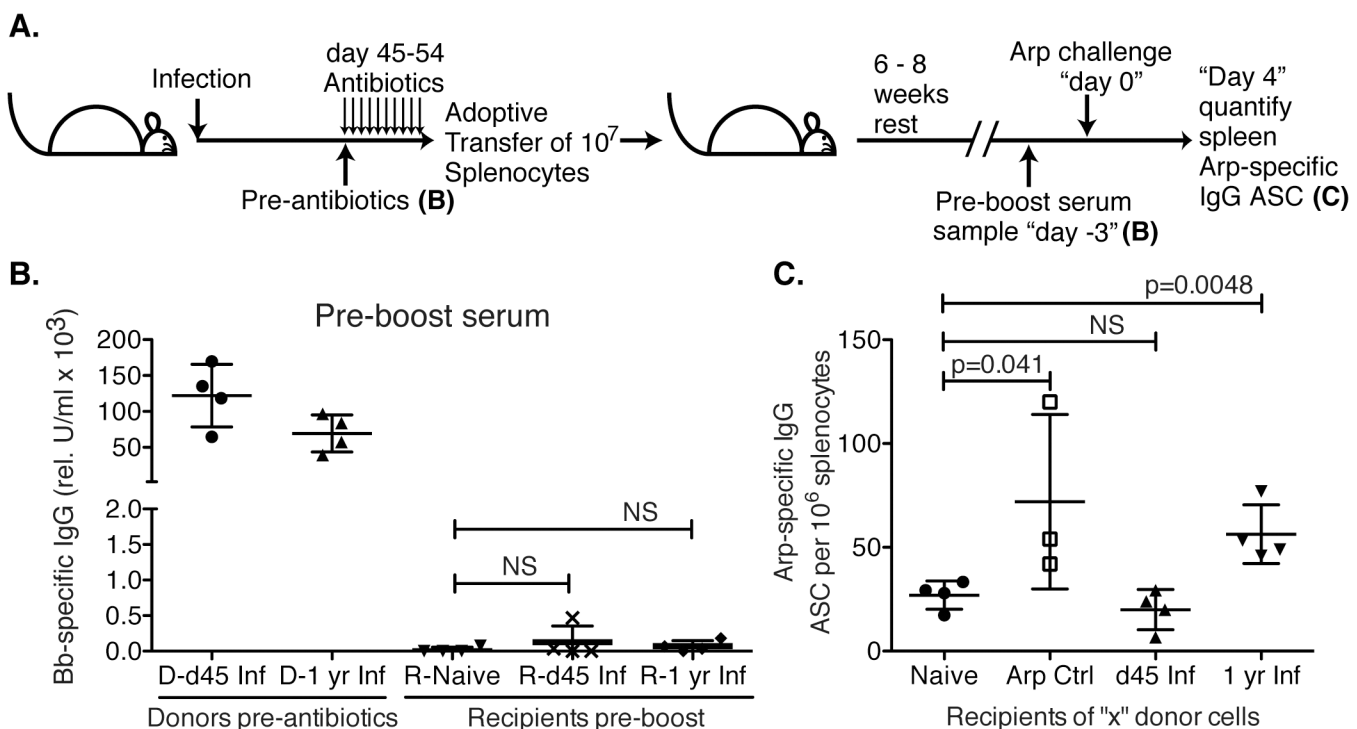 A.
Infection
day 45-54
Antibiotics
Pre-antibiotics (B)
Adoptive
Transfer of 10⁷
Splenocytes
6 - 8
weeks
rest
Arp challenge
“day 0”
Pre-boost serum
sample “day -3” (B)
“Day 4”
quantify
spleen
Arp-specific
IgG ASC (C)
B.
Pre-boost serum
Bb-specific IgG (rel. U/ml x 10³)
200
150
100
50
2.0
1.5
1.0
0.5
0.0
NS
NS
D-d45 Inf D-1 yr Inf R-Naive R-d45 Inf R-1 yr Inf
Donors pre-antibiotics Recipients pre-boost
C.
p=0.0048
NS
p=0.041
Arp-specific IgG
ASC per 10⁶ splenocytes
150
100
50
0
Naive Arp Ctrl d45 Inf 1 yr Inf
Recipients of "x" donor cells